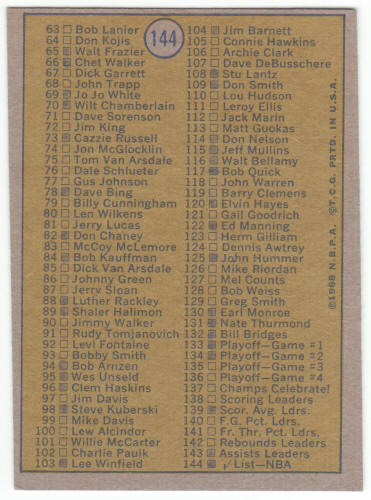 144
63 Bob Lanier
64 Don Kojis
65 Walt Frazier
66 Chet Walker
67 Dick Garrett
68 John Trapp
69 Jo Jo White
70 Wilt Chamberlain
71 Dave Sorenson
72 Jim King
73 Cazzie Russell
74 Jon McGlocklin
75 Tom Van Arsdale
76 Dale Schlueter
77 Gus Johnson
78 Dave Bing
79 Billy Cunningham
80 Len Wilkens
81 Jerry Lucas
82 Don Chaney
83 McCoy McLemore
84 Bob Kauffman
85 Dick Van Arsdale
86 Johnny Green
87 Jerry Sloan
88 Luther Rackley
89 Shaler Halimon
90 Jimmy Walker
91 Rudy Tomjanovich
92 Levi Fontaine
93 Bobby Smith
94 Bob Arnzen
95 Wes Unseld
96 Clem Haskins
97 Jim Davis
98 Steve Kuberski
99 Mike Davis
100 Lew Alcindor
101 Willie McCarter
102 Charlie Paulk
103 Lee Winfield
104 Jim Barnett
105 Connie Hawkins
106 Archie Clark
107 Dave DeBusschere
108 Stu Lantz
109 Don Smith
110 Lou Hudson
111 Leroy Ellis
112 Jack Marin
113 Matt Guokas
114 Don Nelson
115 Jeff Mullins
116 Walt Bellamy
117 Bob Quick
118 John Warren
119 Barry Clemens
120 Elvin Hayes
121 Gail Goodrich
122 Ed Manning
123 Herm Gilliam
124 Dennis Awtrey
125 John Hummer
126 Mike Riordan
127 Mel Counts
128 Bob Weiss
129 Greg Smith
130 Earl Monroe
131 Nate Thurmond
132 Bill Bridges
133 Playoff—Game #1
134 Playoff—Game #2
135 Playoff—Game #3
136 Playoff—Game #4
137 Champs Celebrate!
138 Scoring Leaders
139 Scor. Avg. Ldrs.
140 F.G. Pct. Ldrs.
141 Fr. Thr. Pct. Ldrs.
142 Rebounds Leaders
143 Assists Leaders
144 √ List—NBA
©1968 N.B.P.A. ©T.C.G. PRTD. IN U.S.A.